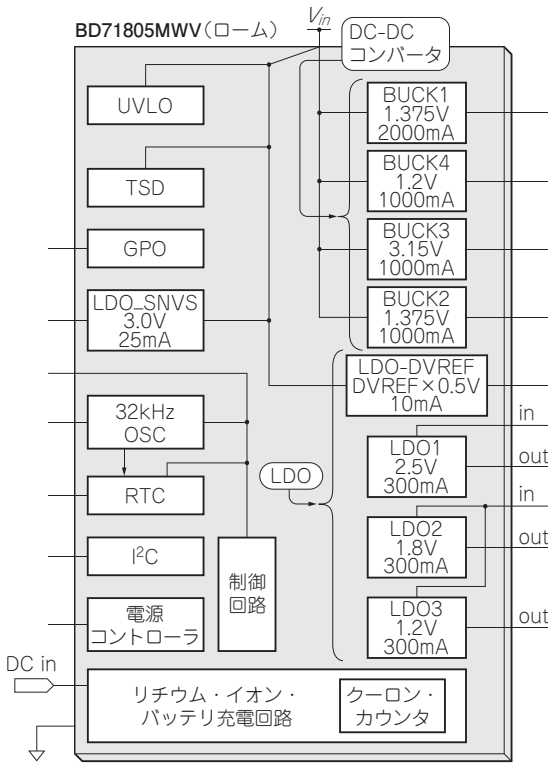 BD71805MWV(ローム)
Vin
DC-DC
コンバータ
UVLO
TSD
GPO
LDO_SNVS
3.0V
25mA
32kHz
OSC
RTC
I²C
電源
コントローラ
制御
回路
BUCK1
1.375V
2000mA
BUCK4
1.2V
1000mA
BUCK3
3.15V
1000mA
BUCK2
1.375V
1000mA
LDO-DVREF
DVREF×0.5V
10mA
LDO
in
LDO1
2.5V
300mA
out
in
LDO2
1.8V
300mA
out
LDO3
1.2V
300mA
out
DC in
リチウム・イオン・
バッテリ充電回路
クーロン・
カウンタ